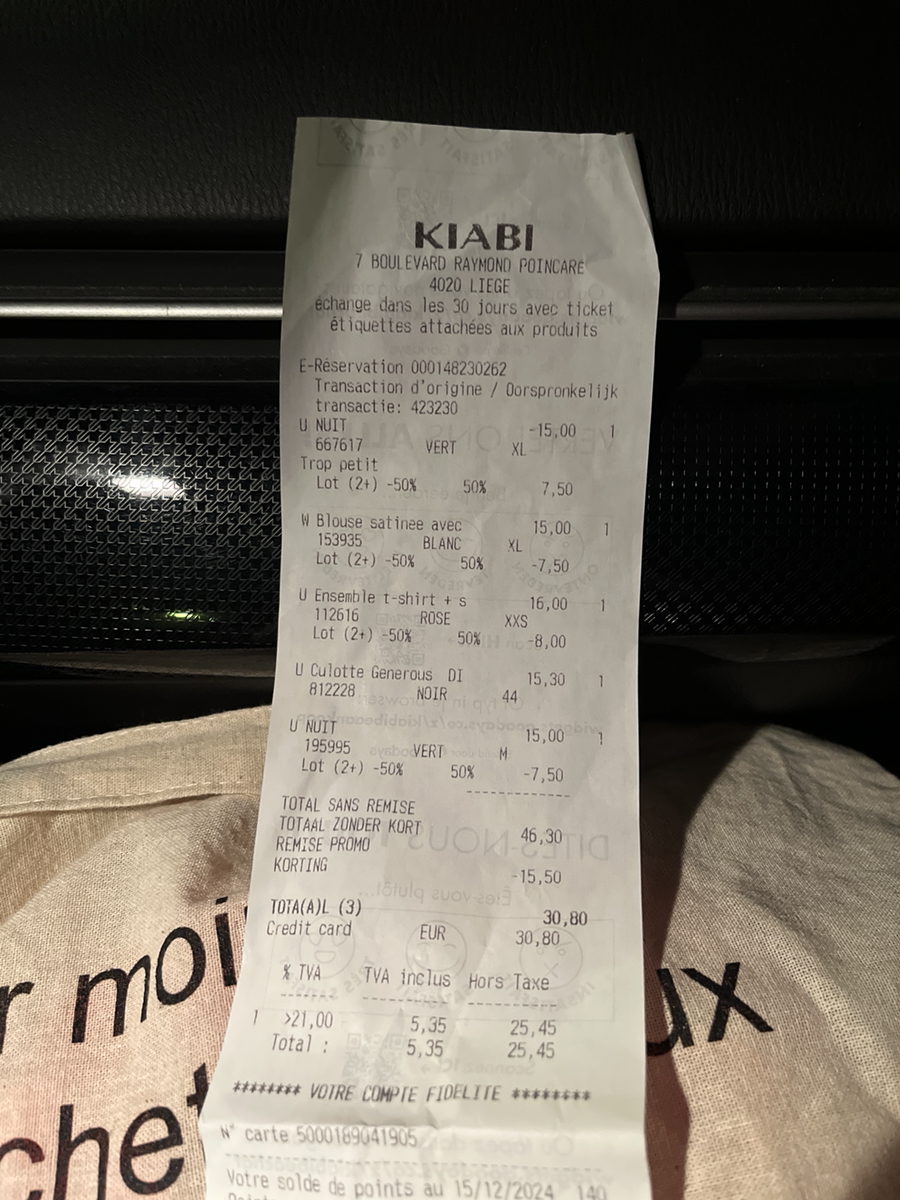 KIABI
7 BOULEVARD RAYMOND POINCARE
4020 LIEGE
échange dans les 30 jours avec ticket
étiquettes attachées aux produits
E-Réservation 000148230262
Transaction d'origine / Oorspronkelijk
transactie: 423230
U NUIT -15,00 1
667617 VERT XL
Trop petit
Lot (2+) -50% 50% 7,50
W Blouse satinee avec 15,00 1
153935 BLANC XL
Lot (2+) -50% 50% -7,50
U Ensemble t-shirt + s 16,00 1
112616 ROSE XXS
Lot (2+) -50% 50% -8,00
U Culotte Generous DI 15,30 1
812228 NOIR 44
U NUIT 15,00 1
195995 VERT M
Lot (2+) -50% 50% -7,50
------------
TOTAL SANS REMISE
TOTAAL ZONDER KORT 46,30
REMISE PROMO
KORTING -15,50
TOTA(A)L (3) 30,80
Credit card EUR 30,80
% TVA TVA inclus Hors Taxe
------- ----------- -----------
1 >21,00 5,35 25,45
Total : 5,35 25,45
******** VOTRE COMPTE FIDELITE ********
N° carte 5000189041905
Votre solde de points au 15/12/2024 140
r moi
ux
chet